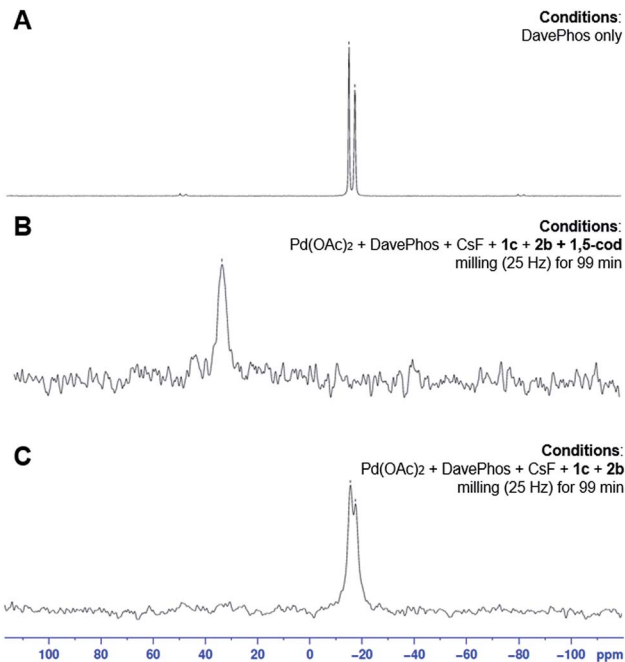 A
Conditions:
DavePhos only
B
Conditions:
Pd(OAc)2 + DavePhos + CsF + 1c + 2b + 1,5-cod
milling (25 Hz) for 99 min
C
Conditions:
Pd(OAc)2 + DavePhos + CsF + 1c + 2b
milling (25 Hz) for 99 min
100 80 60 40 20 0 -20 -40 -60 -80 -100 ppm